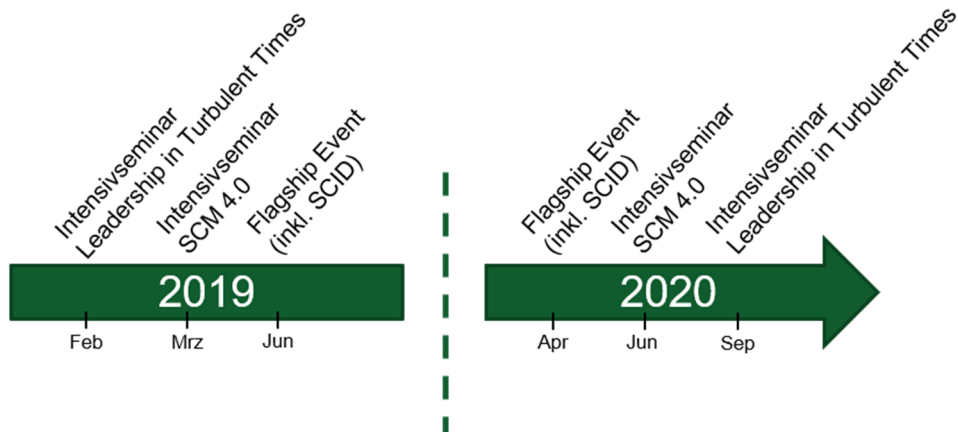 Intensivseminar
Leadership in Turbulent Times
Intensivseminar
SCM 4.0
Flagship Event
(inkl. SCID)
2019
Feb
Mrz
Jun
Flagship Event
(inkl. SCID)
Intensivseminar
SCM 4.0
Intensivseminar
Leadership in Turbulent Times
2020
Apr
Jun
Sep